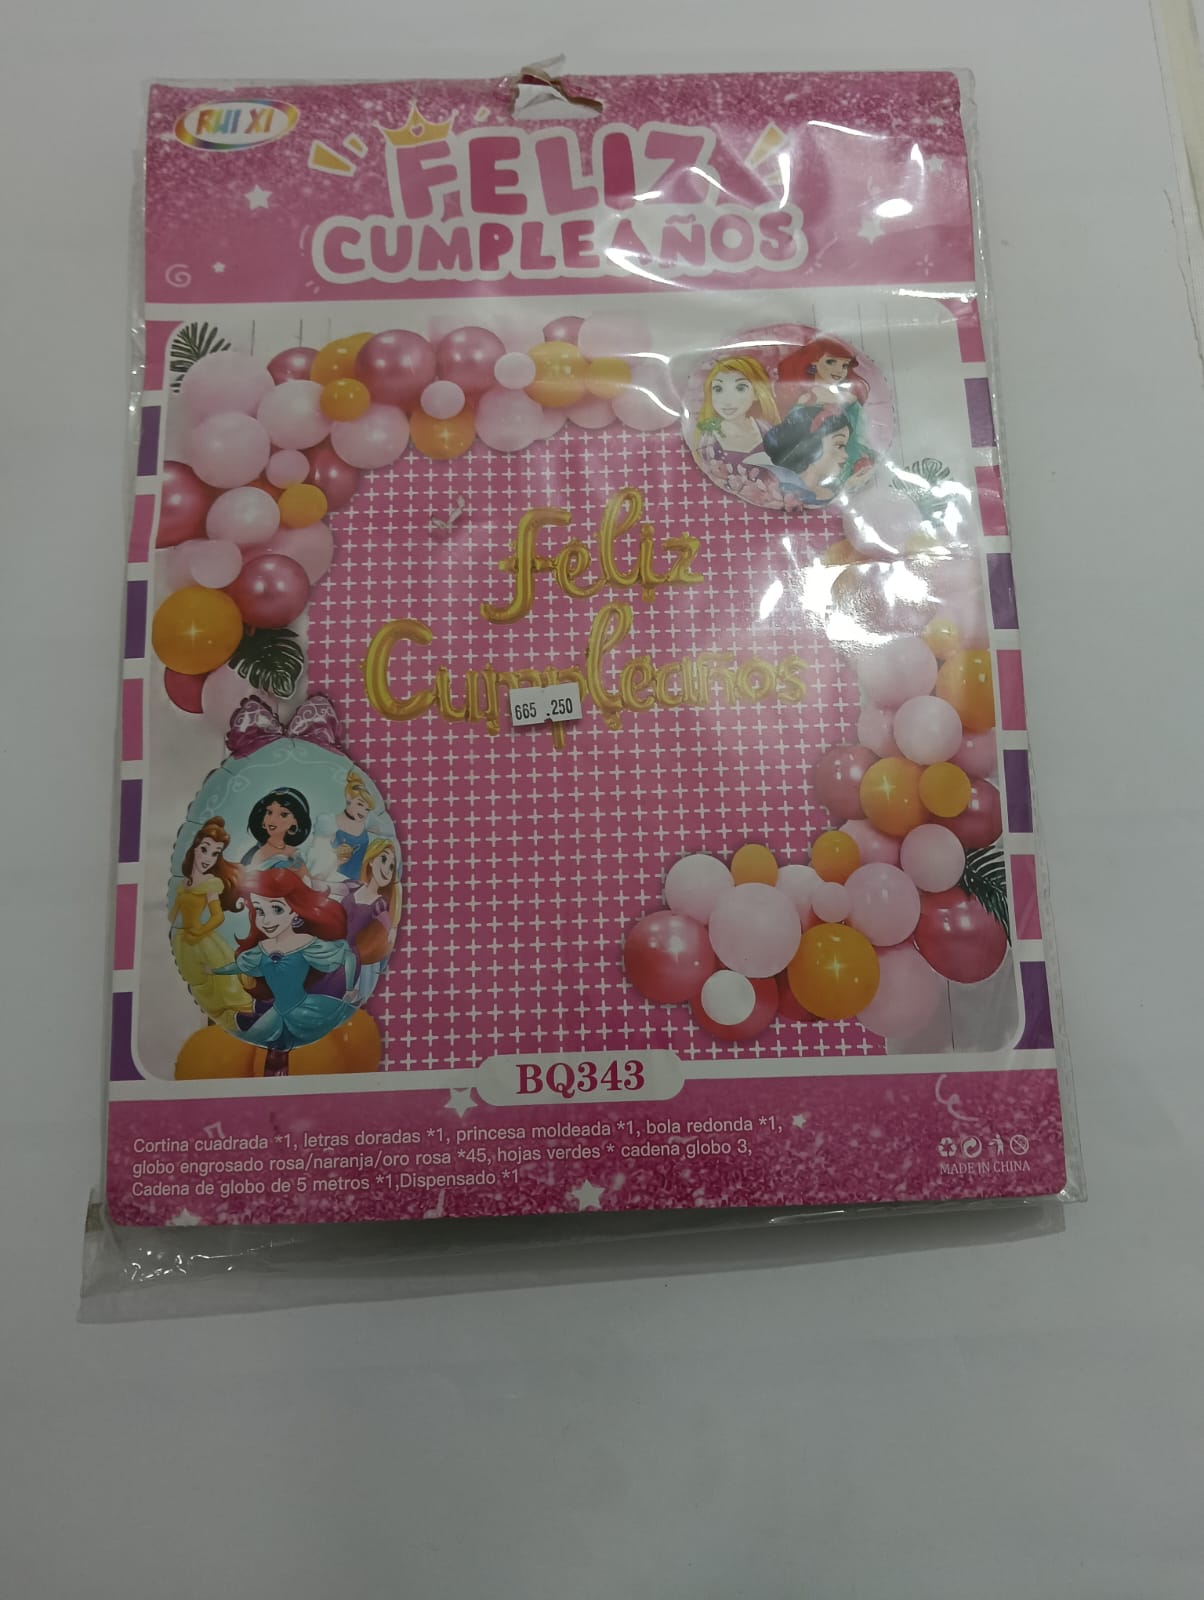 RUI XI
FELIZ
CUMPLEAÑOS
Feliz
Cumpleaños
665 .250
BQ343
Cortina cuadrada *1, letras doradas *1, princesa moldeada *1, bola redonda *1,
globo engrosado rosa/naranja/oro rosa *45, hojas verdes * cadena globo 3,
Cadena de globo de 5 metros *1,Dispensado *1
MADE IN CHINA